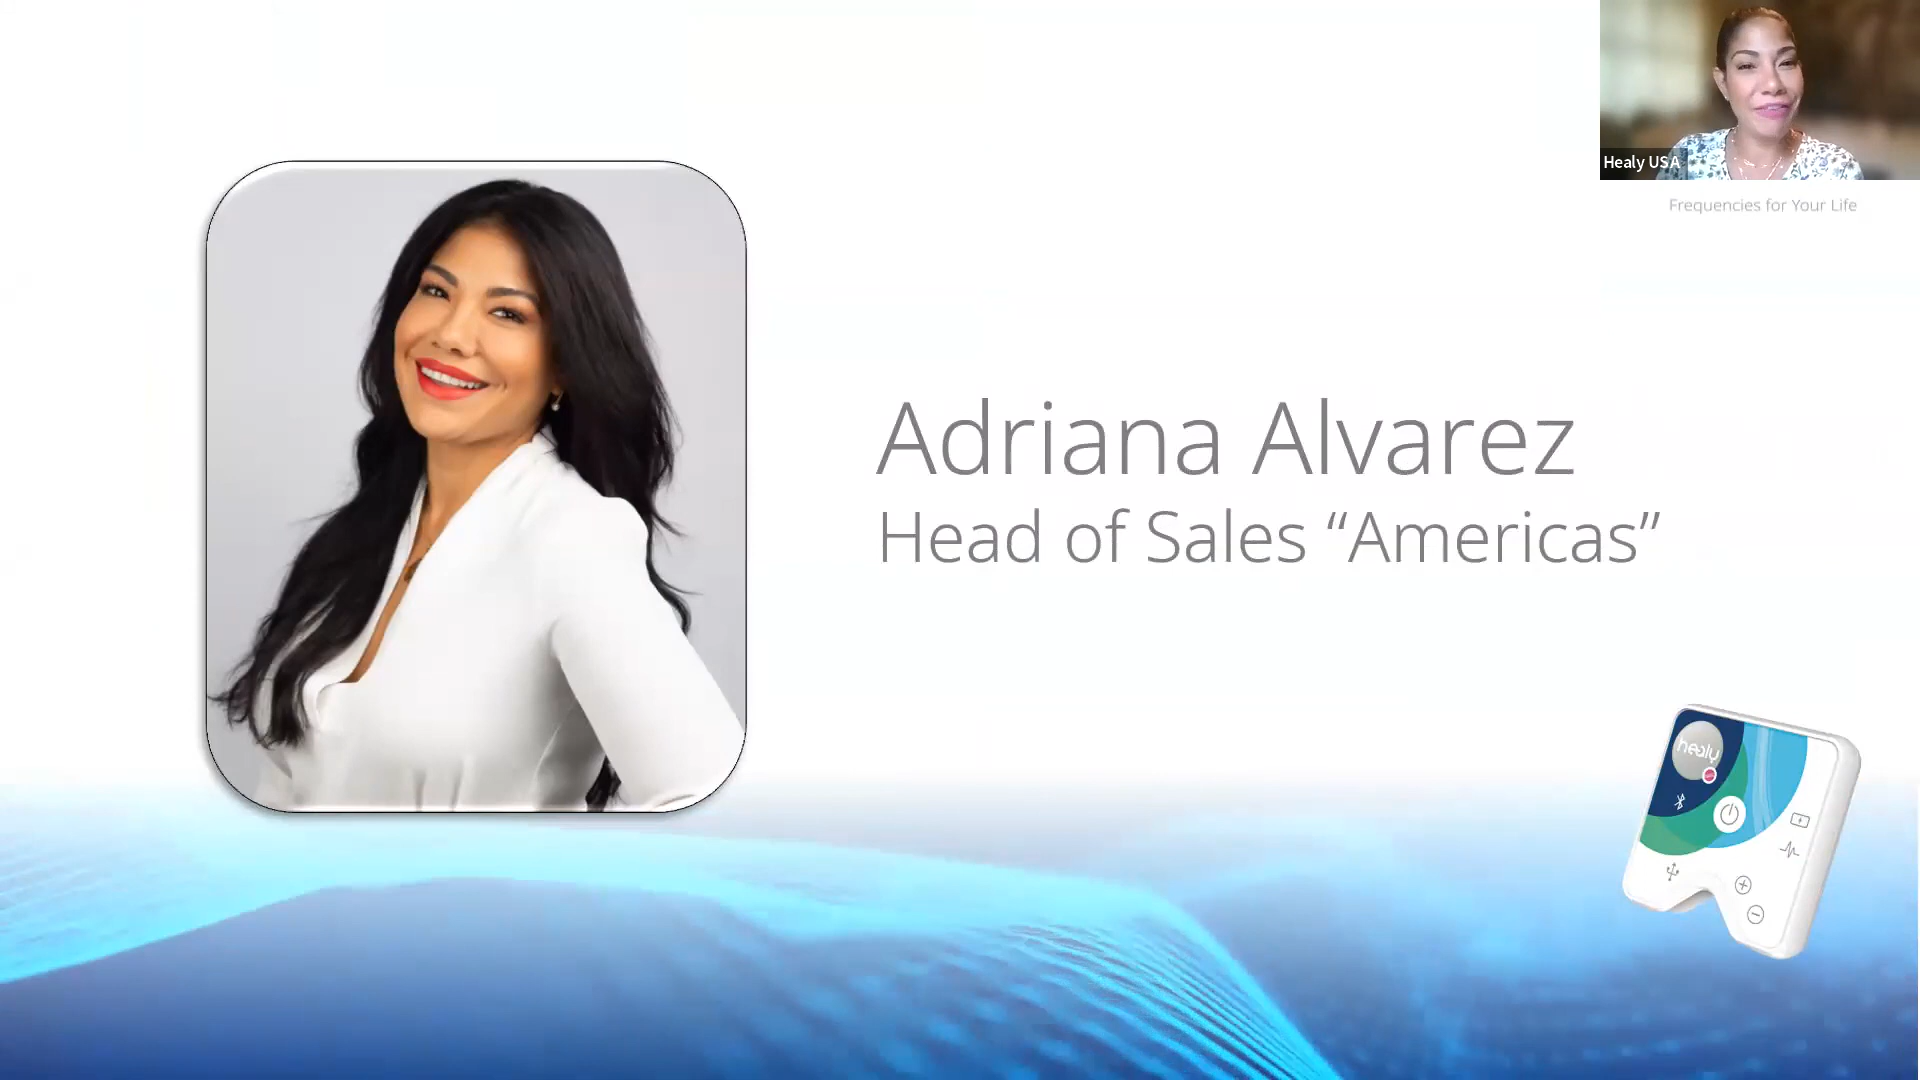 Healy USA
Frequencies for Your Life
Adriana Alvarez
Head of Sales “Americas”
healy